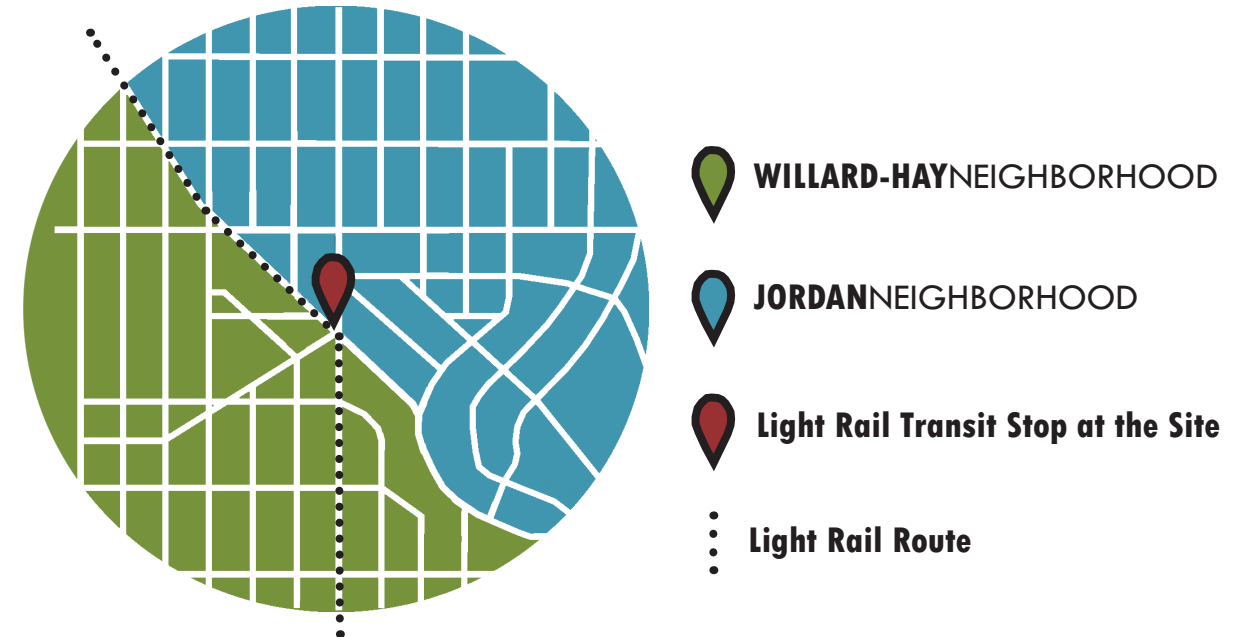 WILLARD-HAYNEIGHBORHOOD
JORDANNEIGHBORHOOD
Light Rail Transit Stop at the Site
Light Rail Route